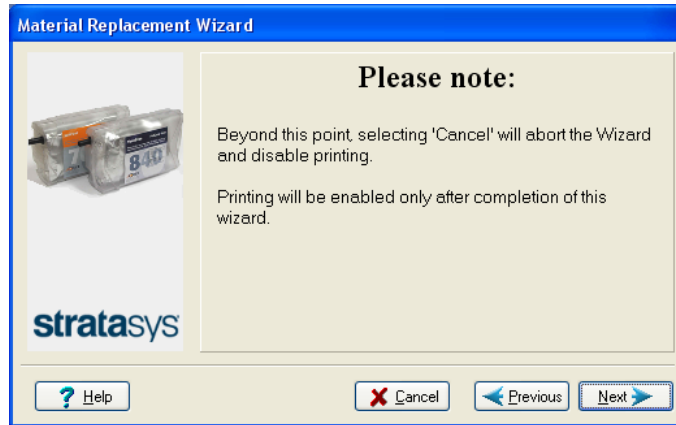 Material Replacement Wizard
Please note:
Beyond this point, selecting 'Cancel' will abort the Wizard
and disable printing.
Printing will be enabled only after completion of this
wizard.
840
stratasys
? Help
Cancel
Previous
Next